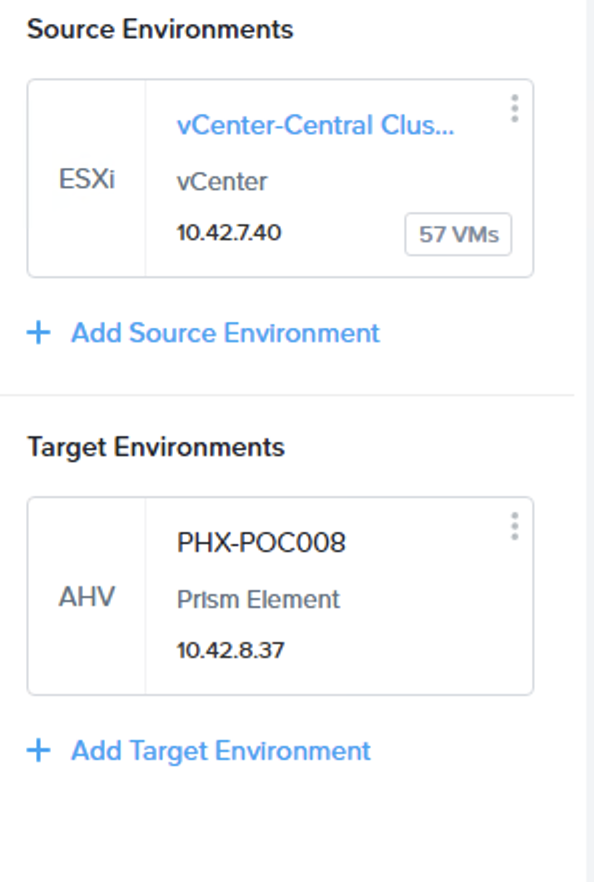 Source Environments
vCenter-Central Clus...
ESXi
vCenter
10.42.7.40
57 VMs
+ Add Source Environment
Target Environments
PHX-POC008
AHV
Prism Element
10.42.8.37
+ Add Target Environment